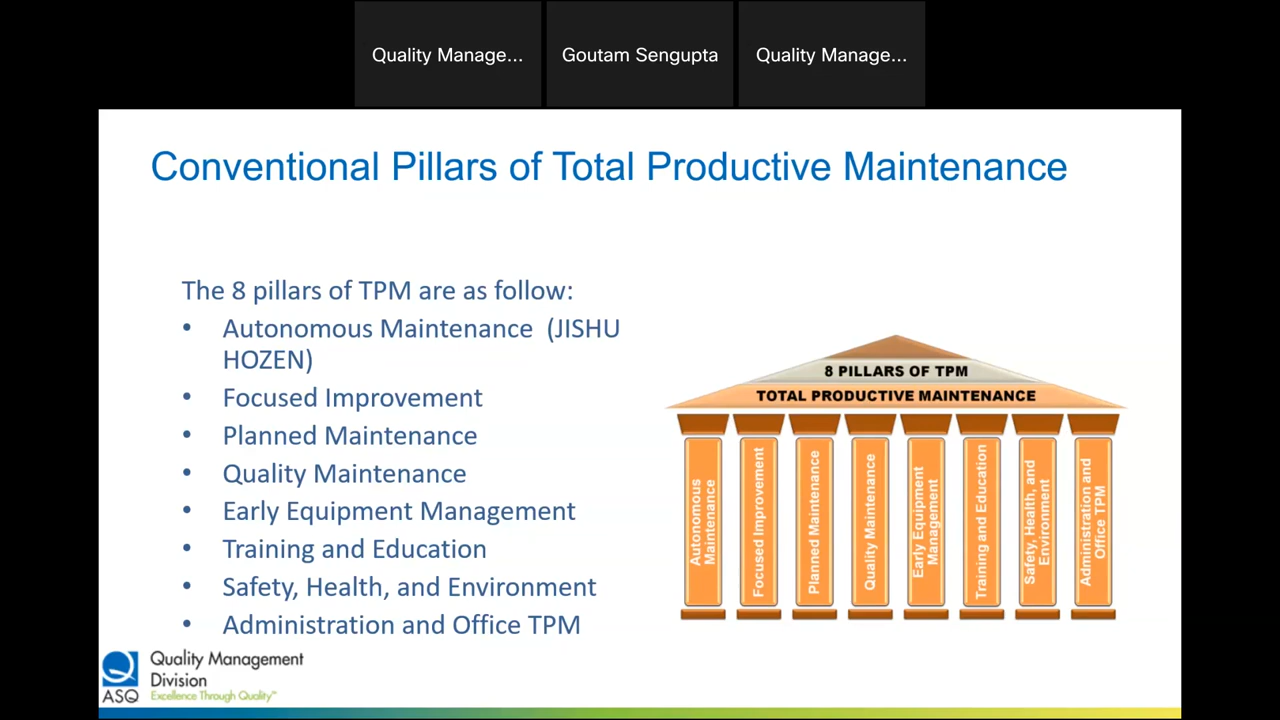 Quality Manage...
Goutam Sengupta
Quality Manage...
Conventional Pillars of Total Productive Maintenance
The 8 pillars of TPM are as follow:
• Autonomous Maintenance (JISHU
HOZEN)
• Focused Improvement
• Planned Maintenance
• Quality Maintenance
• Early Equipment Management
• Training and Education
• Safety, Health, and Environment
• Administration and Office TPM
8 PILLARS OF TPM
TOTAL PRODUCTIVE MAINTENANCE
Autonomous
Maintenance
Focused Improvement
Planned Maintenance
Quality Maintenance
Early Equipment
Management
Training and Education
Safety, Health, and
Environment
Administration and
Office TPM
ASQ
Quality Management
Division
Excellence Through Quality™